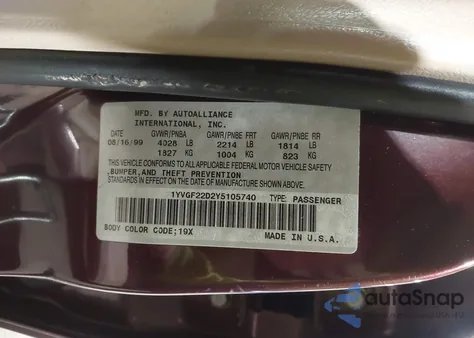 MFD. BY AUTOALLIANCE
INTERNATIONAL, INC.
GVWR/PNBA GAWR/PNBE FRT GAWR/PNBE RR
08/16/99 4028 LB 2214 LB 1814 LB
1827 KG 1004 KG 823 KG
THIS VEHICLE CONFORMS TO ALL APPLICABLE FEDERAL MOTOR VEHICLE SAFETY
,BUMPER, AND THEFT PREVENTION
STANDARDS IN EFFECT ON THE DATE OF MANUFACTURE SHOWN ABOVE.
1YVGF22D2Y5105740 TYPE: PASSENGER
BODY COLOR CODE;19X MADE IN U.S.A.
autaSnap